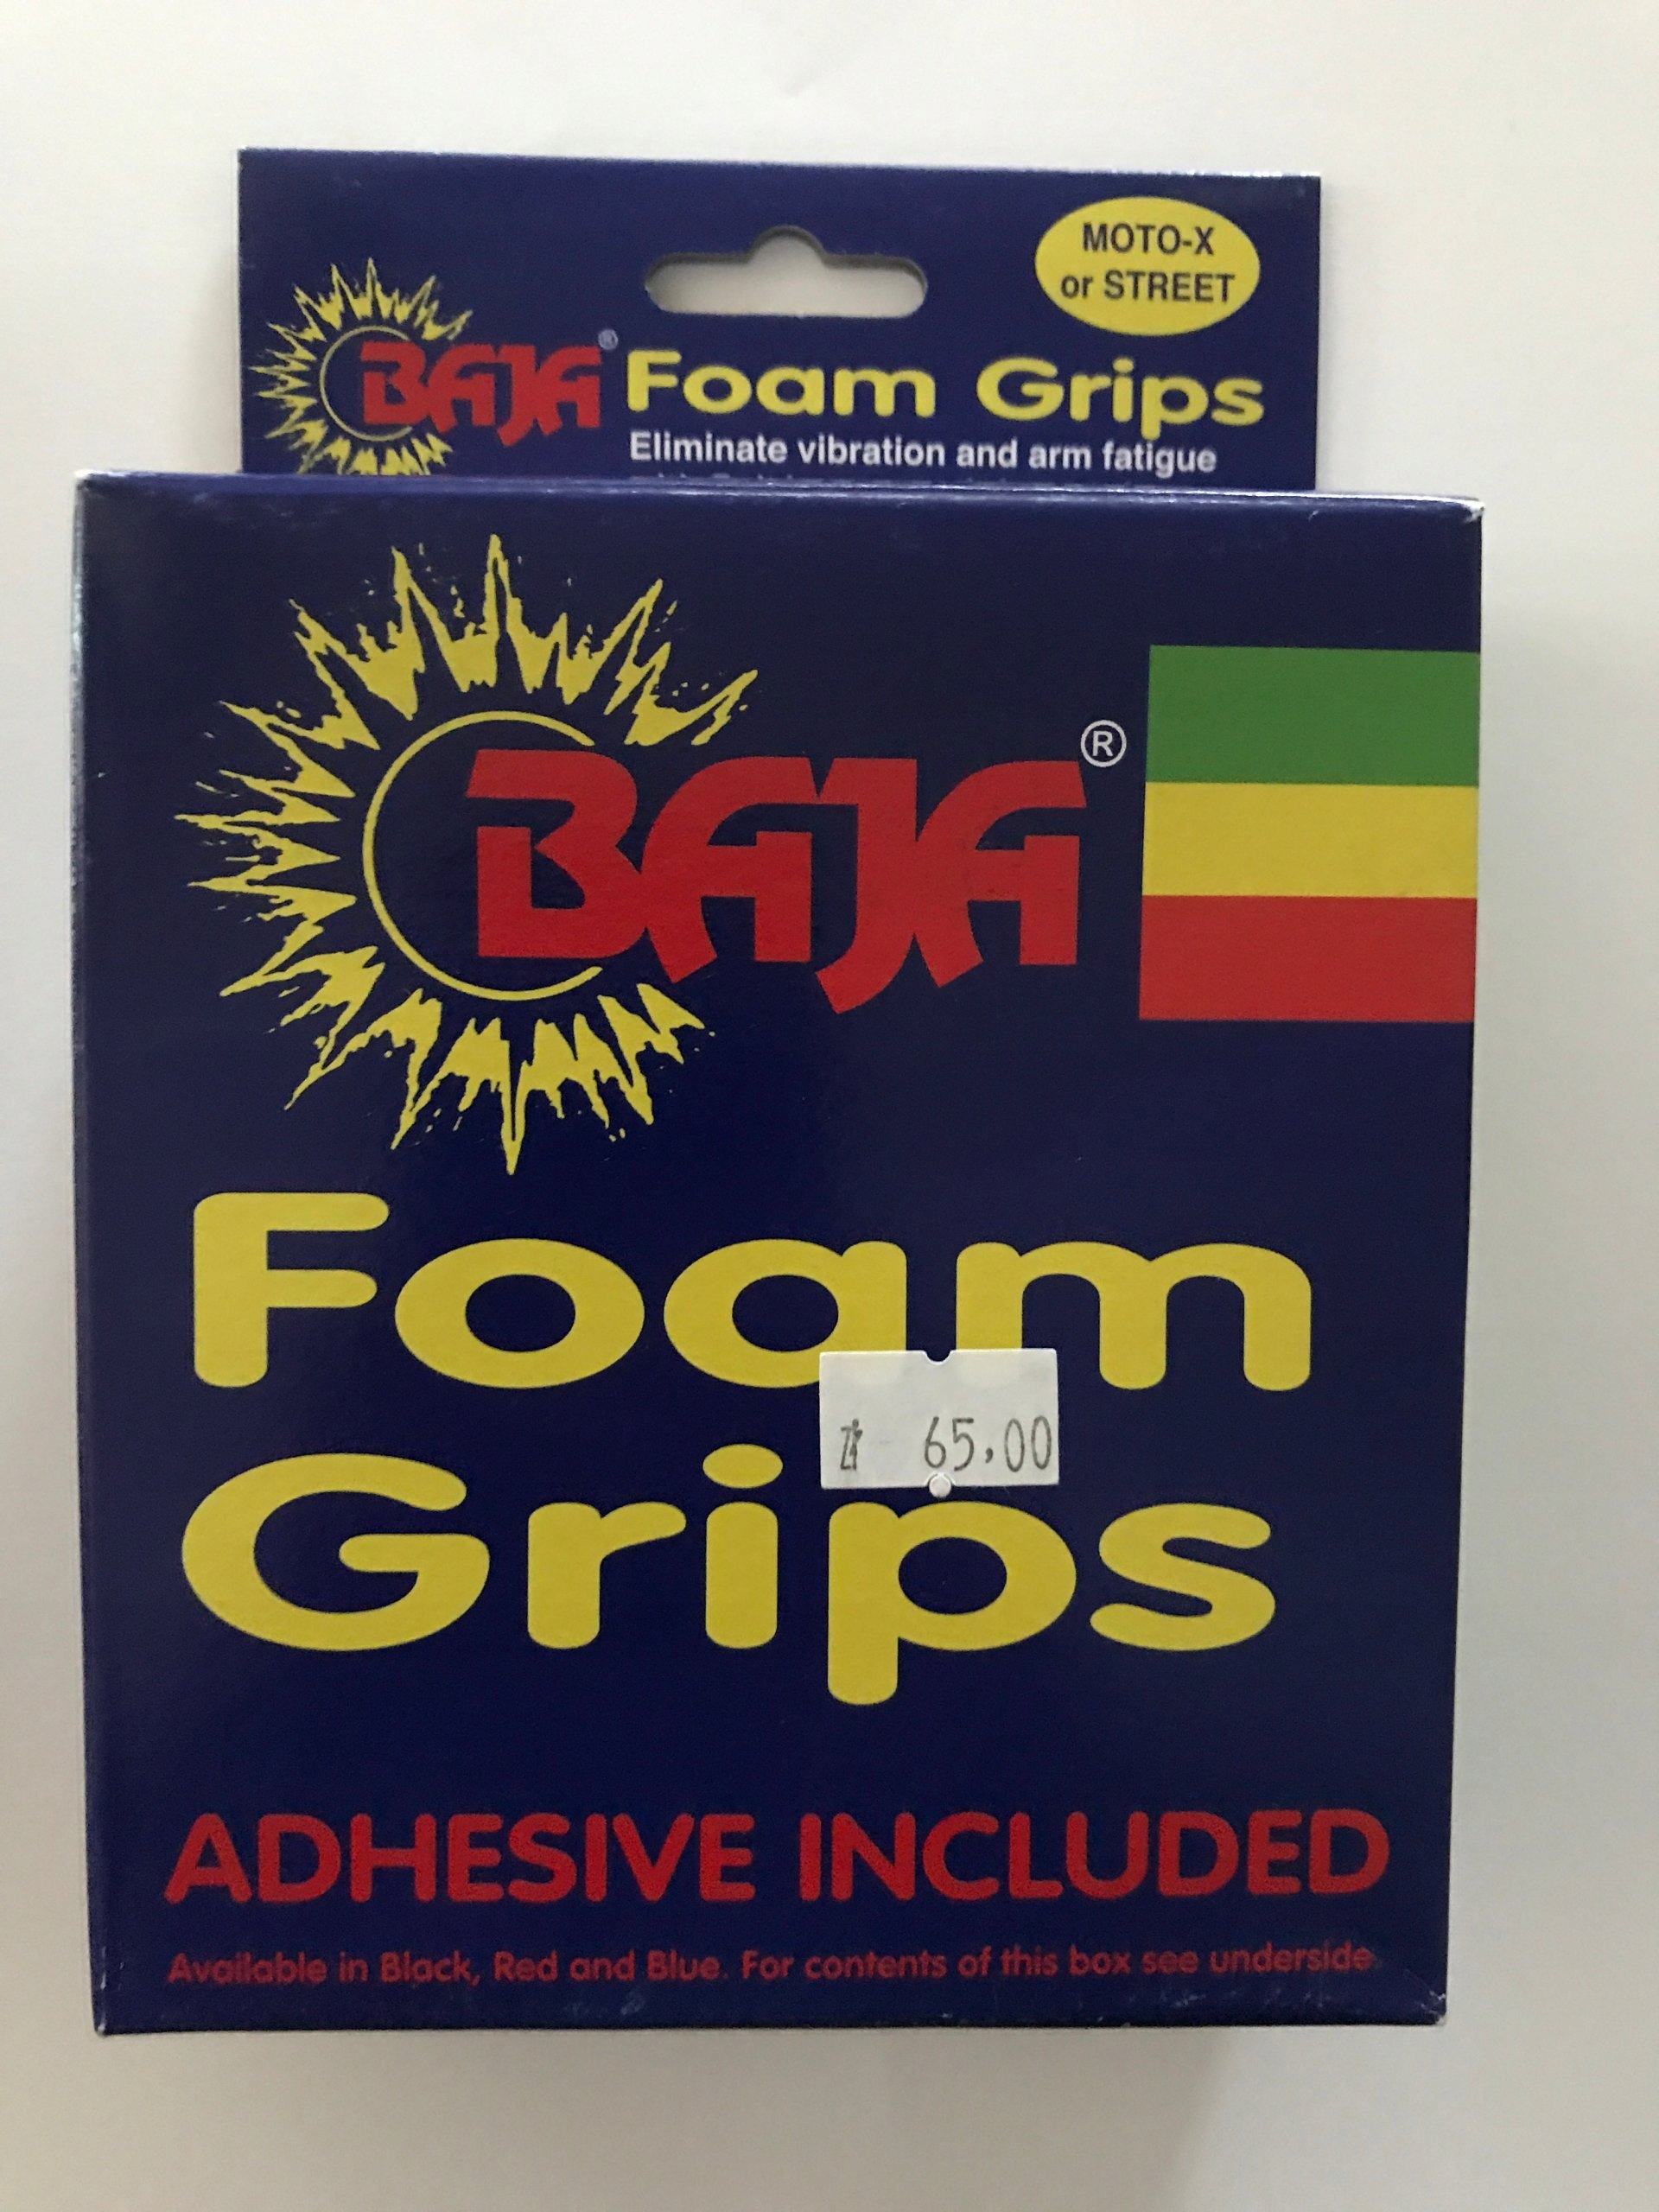 MOTO-X
or STREET
BAJA® Foam Grips
Eliminate vibration and arm fatigue
BAJA®
Foam
zł 65,00
Grips
ADHESIVE INCLUDED
Available in Black, Red and Blue. For contents of this box see underside.